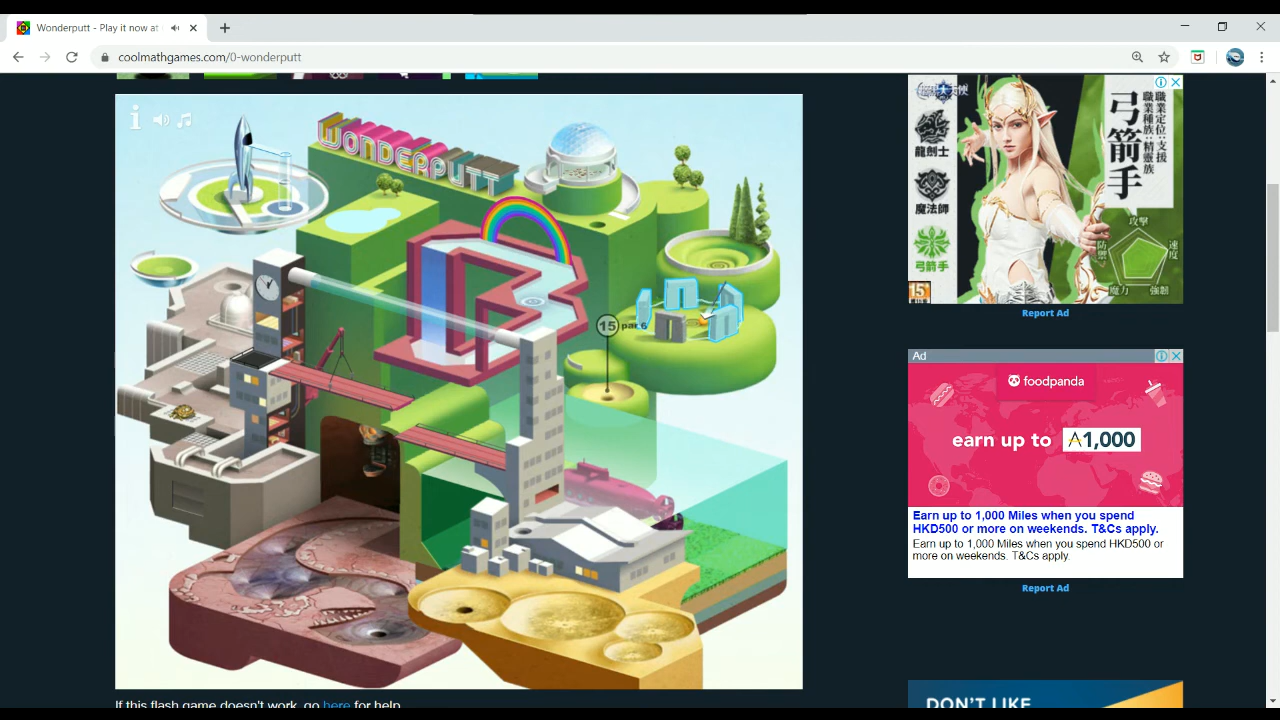 Wonderputt - Play it now at
coolmathgames.com/0-wonderputt
i
WONDERPUTT
15 par 6
龍劍士
魔法師
弓箭手
弓箭手
職業定位:支援
職業種族:精靈族
攻擊
防禦
速度
魔力
強韌
15+
Report Ad
Ad
foodpanda
earn up to 1,000
Earn up to 1,000 Miles when you spend
HKD500 or more on weekends. T&Cs apply.
Earn up to 1,000 Miles when you spend HKD500 or
more on weekends. T&Cs apply.
Report Ad
DON'T LIKE
If this flash game doesn't work, go here for help.